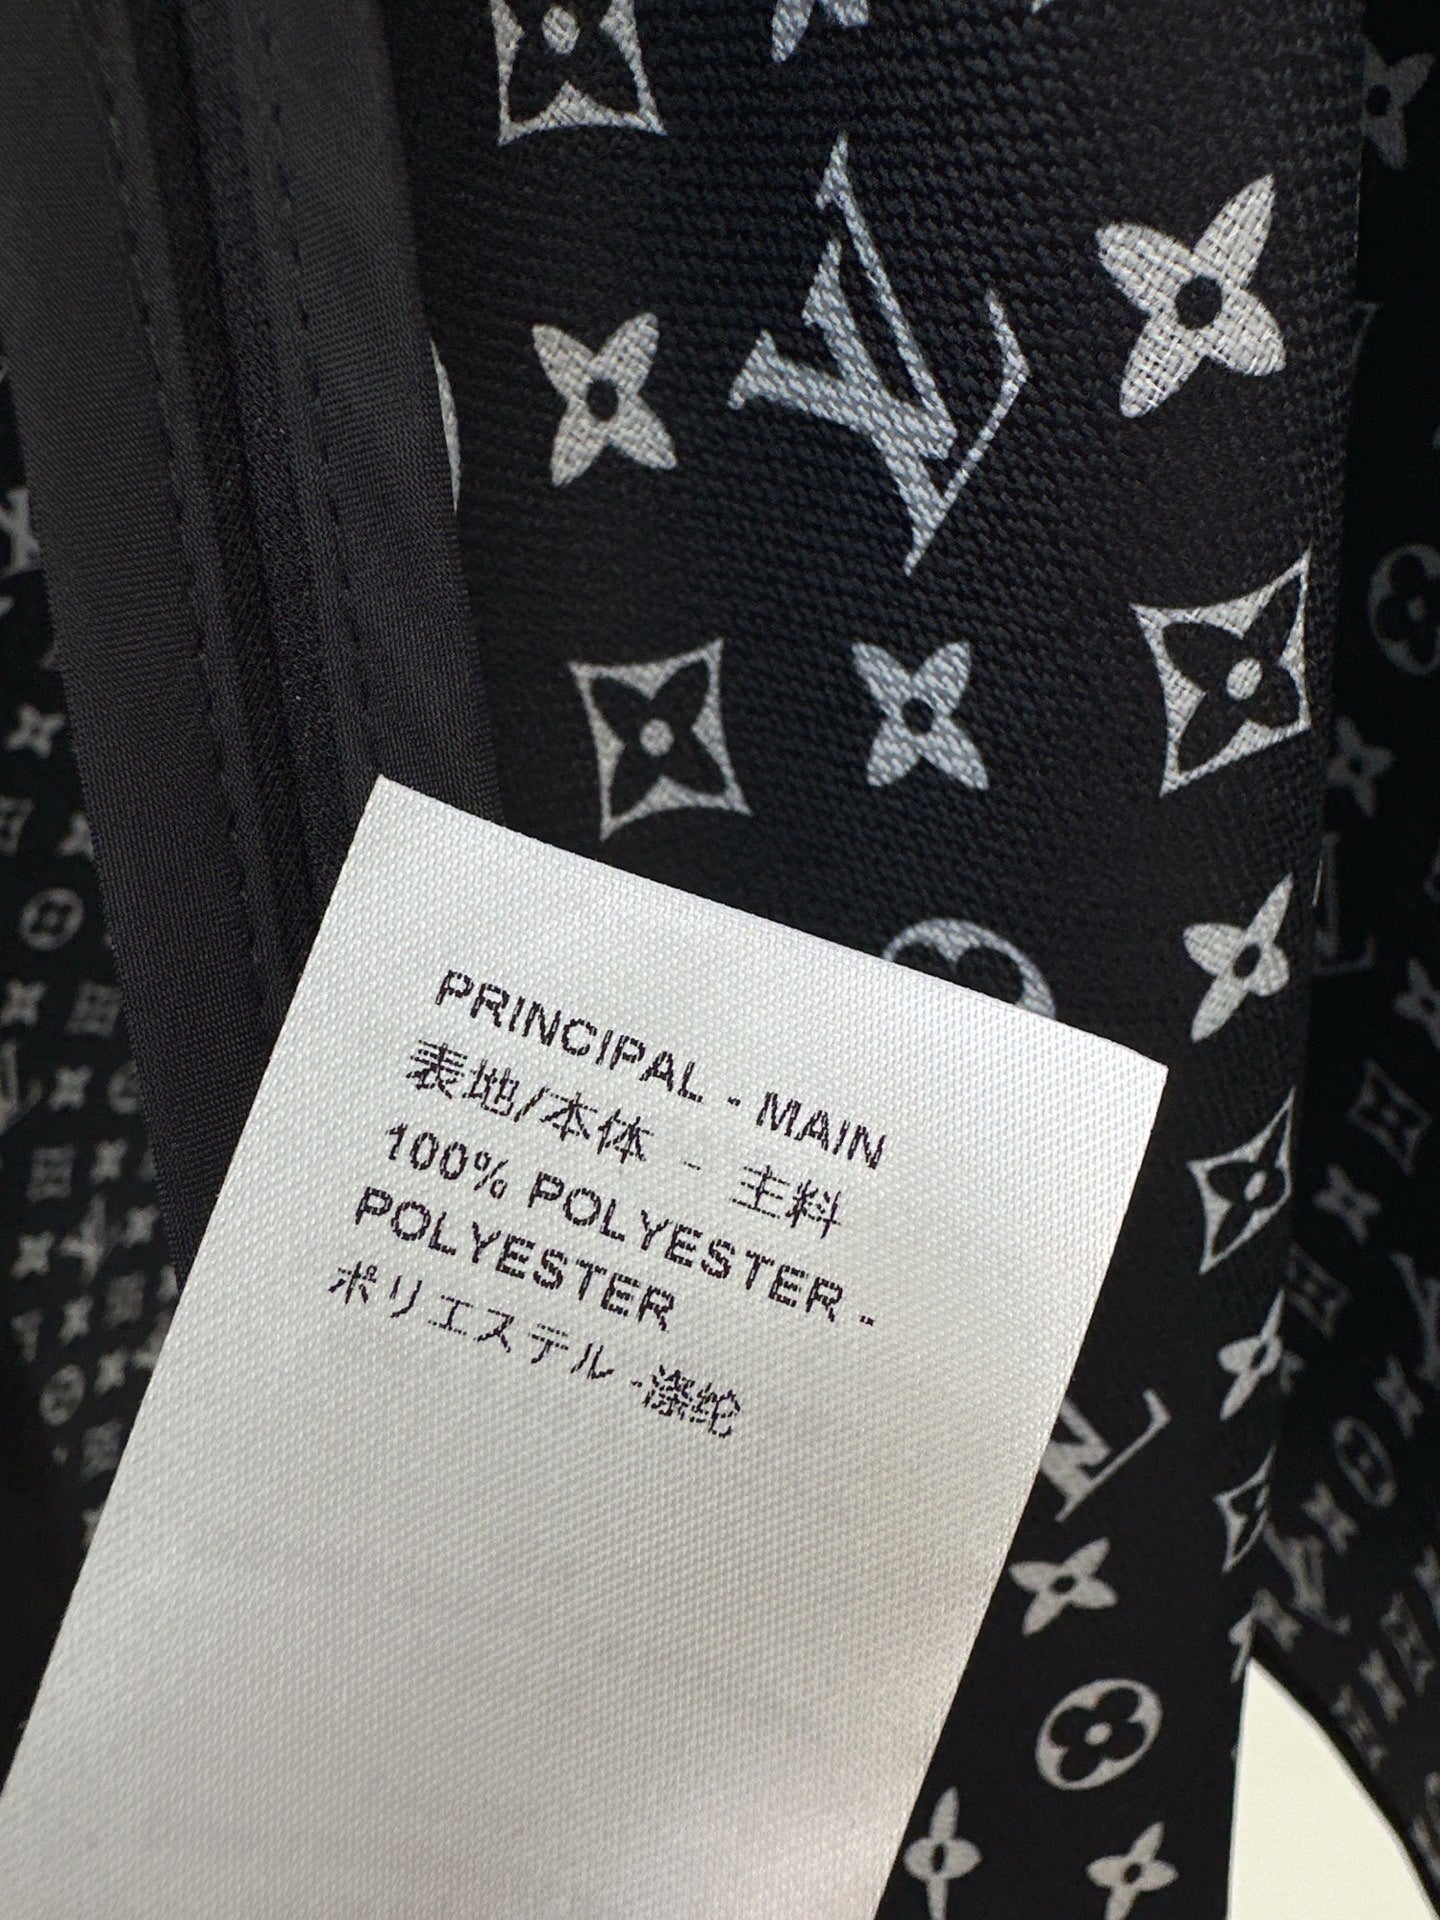 PRINCIPAL - MAIN
表地/本体 - 主料
100% POLYESTER -
POLYESTER
ポリエステル -涤纶